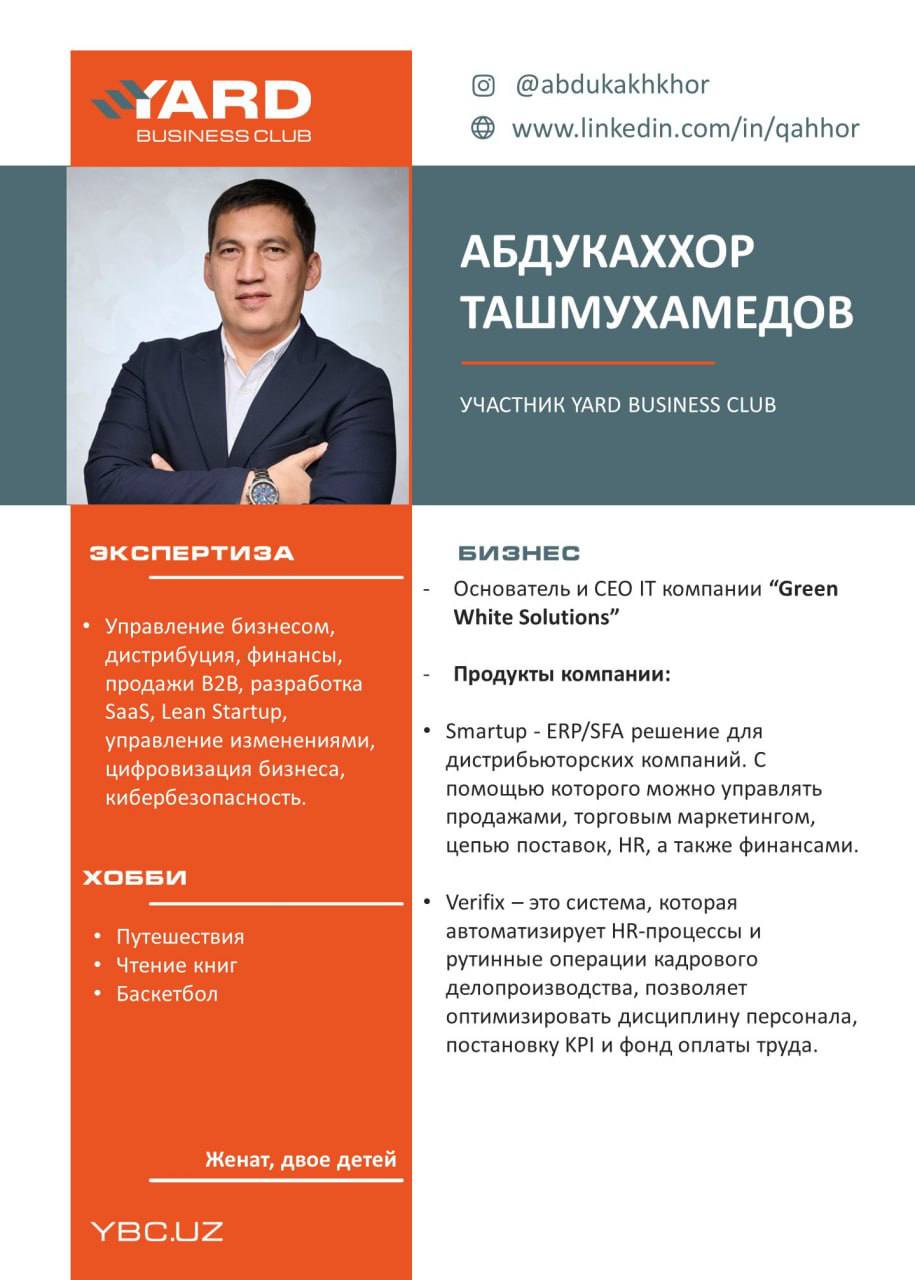 YARD
BUSINESS CLUB
@abdukakhkhor
www.linkedin.com/in/qahhor
АБДУКАХХОР
ТАШМУХАМЕДОВ
УЧАСТНИК YARD BUSINESS CLUB
ЭКСПЕРТИЗА
• Управление бизнесом,
дистрибуция, финансы,
продажи B2B, разработка
SaaS, Lean Startup,
управление изменениями,
цифровизация бизнеса,
кибербезопасность.
ХОББИ
• Путешествия
• Чтение книг
• Баскетбол
Женат, двое детей
YBC.UZ
БИЗНЕС
- Основатель и CEO IT компании “Green
White Solutions”
- Продукты компании:
• Smartup - ERP/SFA решение для
дистрибьюторских компаний. С
помощью которого можно управлять
продажами, торговым маркетингом,
цепью поставок, HR, а также финансами.
• Verifix – это система, которая
автоматизирует HR-процессы и
рутинные операции кадрового
делопроизводства, позволяет
оптимизировать дисциплину персонала,
постановку KPI и фонд оплаты труда.